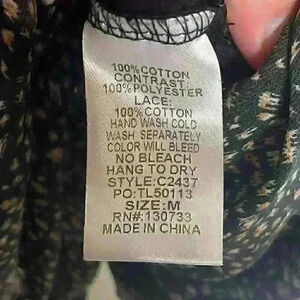 100%COTTON
CONTRAST:
100%POLYESTER
LACE:
100%COTTON
HAND WASH COLD
WASH SEPARATELY
COLOR WILL BLEED
NO BLEACH
HANG TO DRY
STYLE:C2437
PO:TL50113
SIZE:M
RN#:130733
MADE IN CHINA